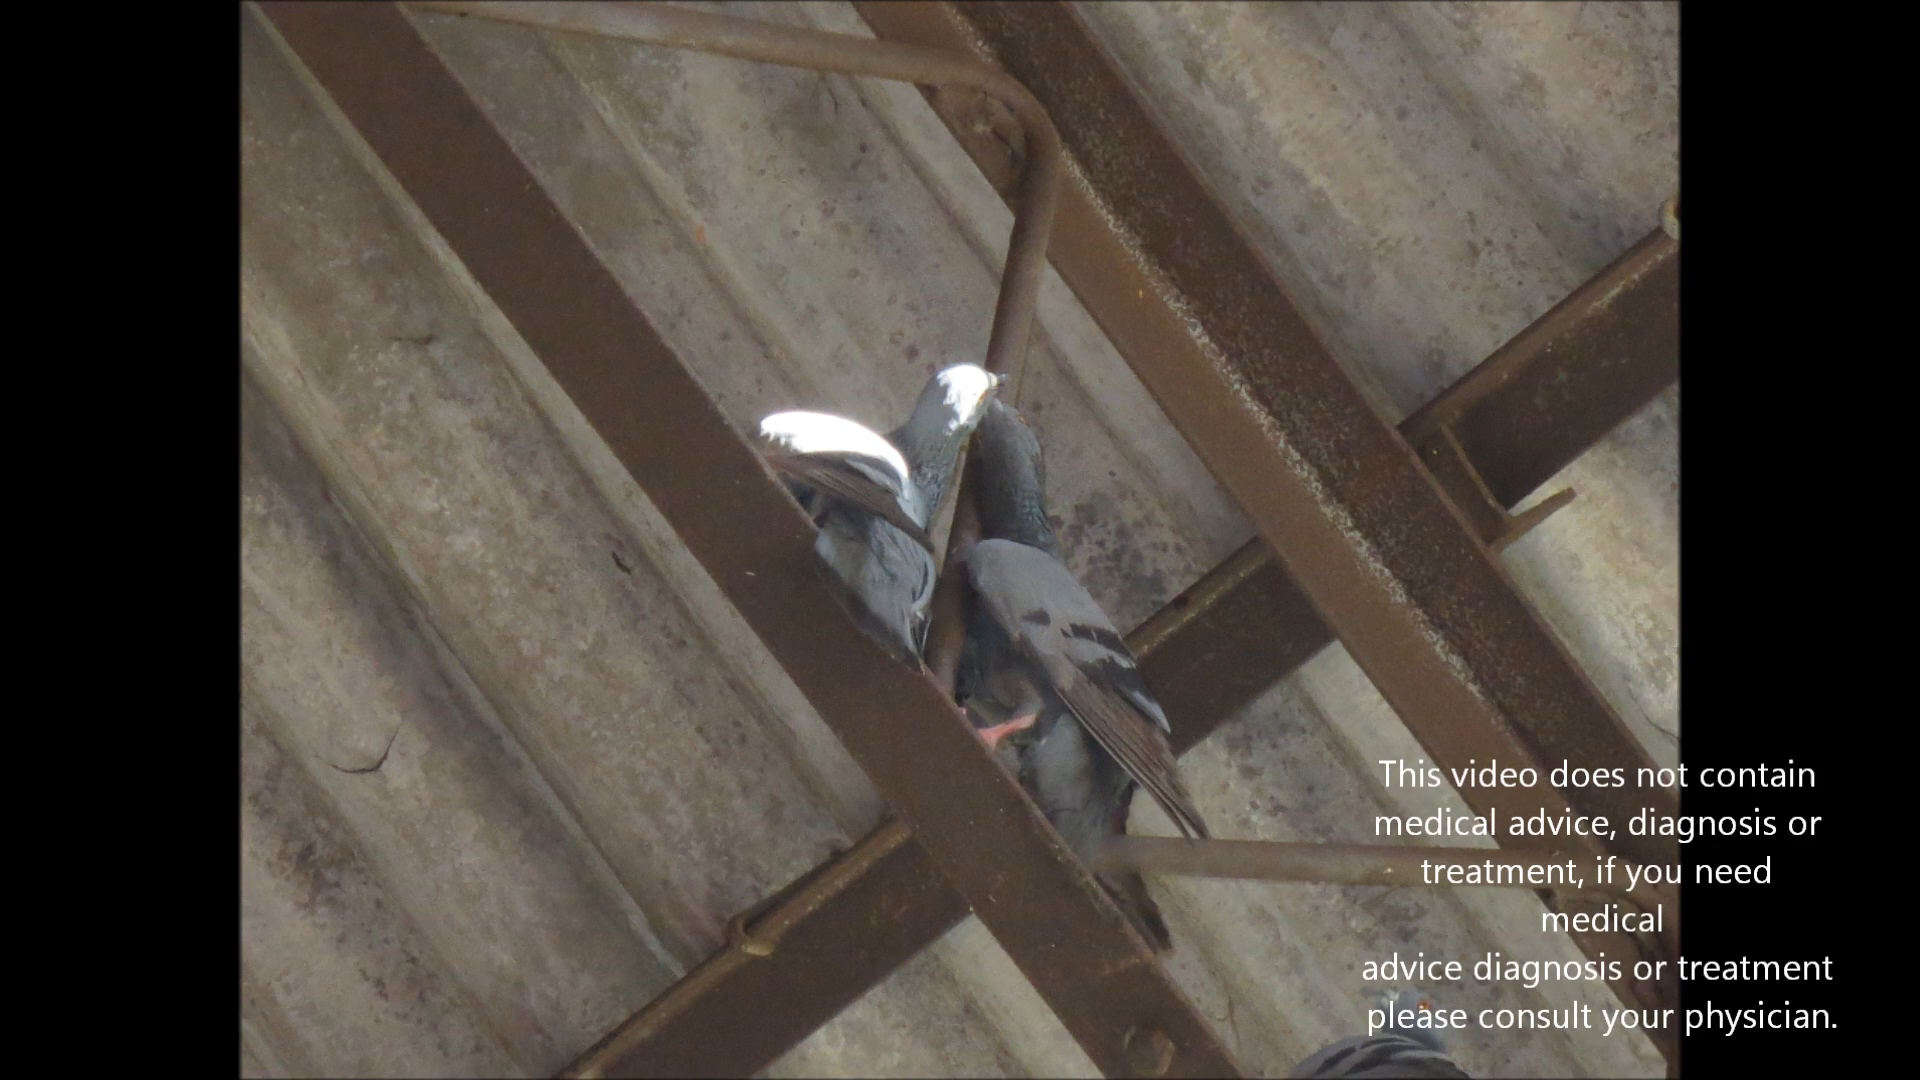 This video does not contain
medical advice, diagnosis or
treatment, if you need
medical
advice diagnosis or treatment
please consult your physician.